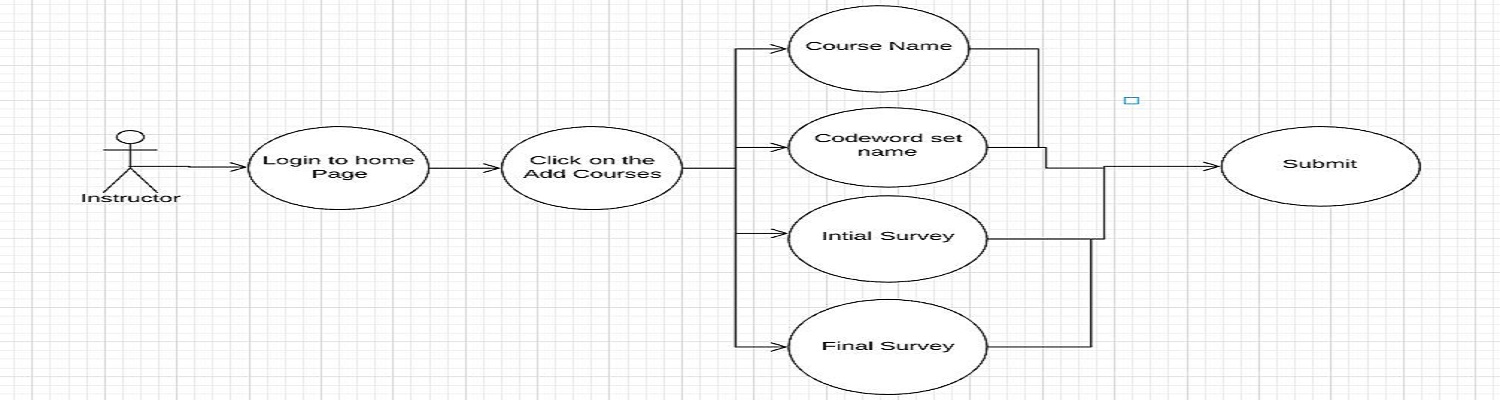 Course Name
Codeword set
name
Login to home
Page
Click on the
Add Courses
Submit
Instructor
Intial Survey
Final Survey